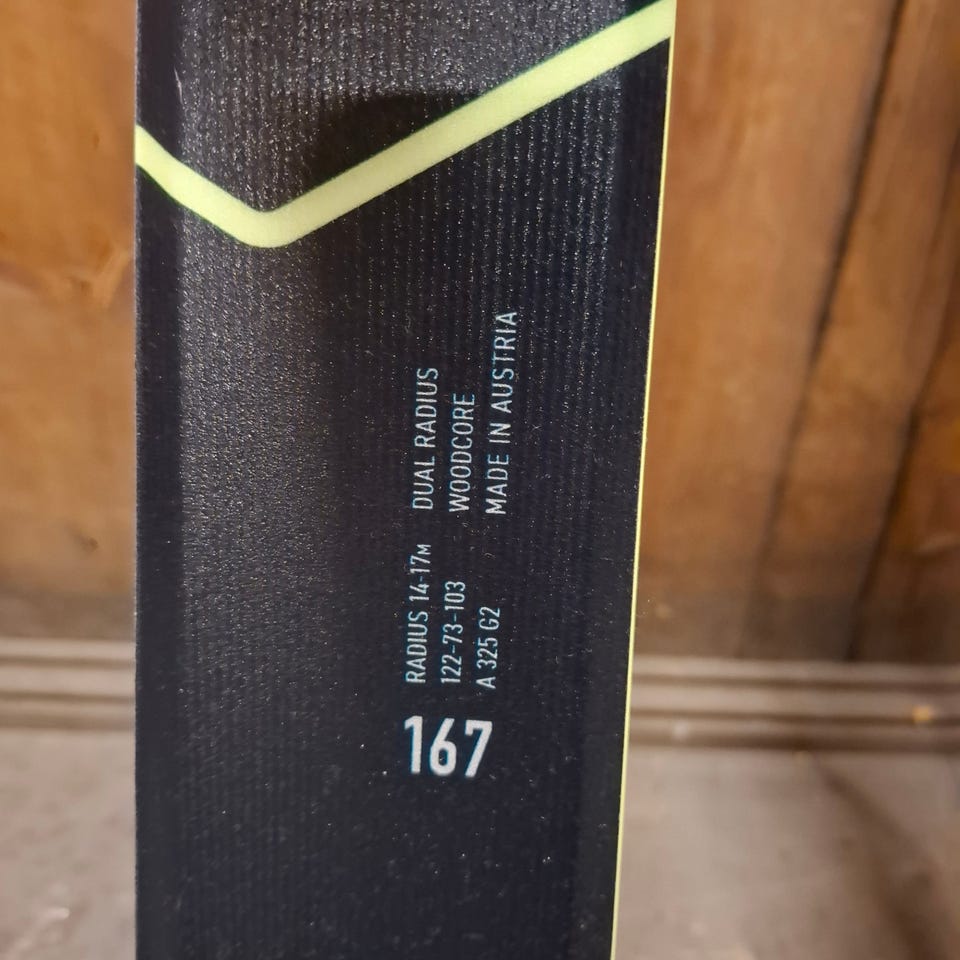 167
RADIUS 14-17M
122-73-103
A 325 G2
DUAL RADIUS
WOODCORE
MADE IN AUSTRIA